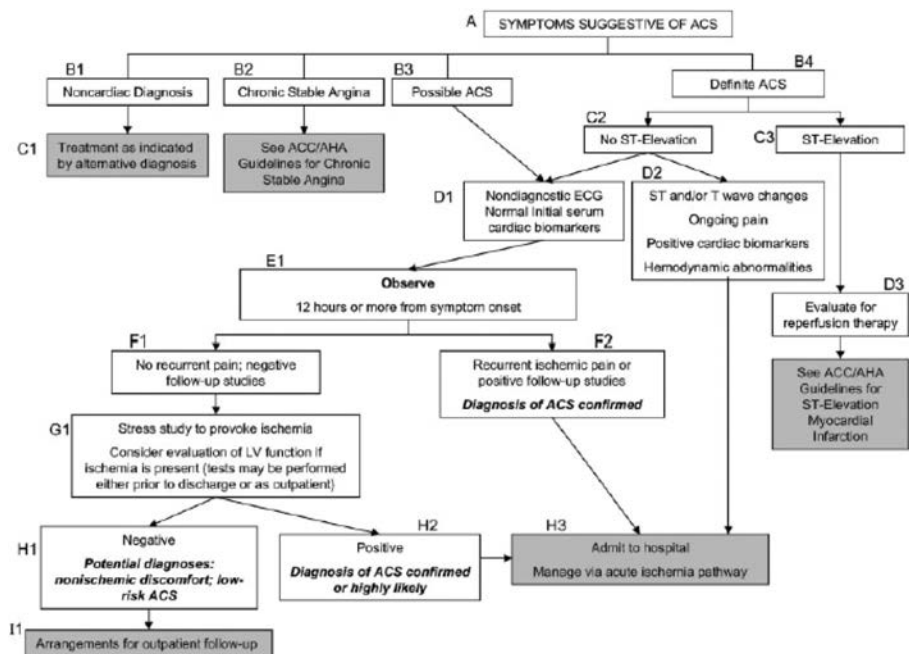 A
SYMPTOMS SUGGESTIVE OF ACS
B1
Noncardiac Diagnosis
B2
Chronic Stable Angina
B3
Possible ACS
B4
Definite ACS
C1
Treatment as indicated
by alternative diagnosis
See ACC/AHA
Guidelines for Chronic
Stable Angina
C2
No ST-Elevation
C3
ST-Elevation
D1
Nondiagnostic ECG
Normal Initial serum
cardiac biomarkers
D2
ST and/or T wave changes
Ongoing pain
Positive cardiac biomarkers
Hemodynamic abnormalities
D3
Evaluate for
reperfusion therapy
See ACC/AHA
Guidelines for
ST-Elevation
Myocardial
Infarction
E1
Observe
12 hours or more from symptom onset
F1
No recurrent pain; negative
follow-up studies
F2
Recurrent ischemic pain or
positive follow-up studies
Diagnosis of ACS confirmed
G1
Stress study to provoke ischemia
Consider evaluation of LV function if
ischemia is present (tests may be performed
either prior to discharge or as outpatient)
H1
Negative
Potential diagnoses:
nonischemic discomfort; low-
risk ACS
H2
Positive
Diagnosis of ACS confirmed
or highly likely
H3
Admit to hospital
Manage via acute ischemia pathway
I1
Arrangements for outpatient follow-up